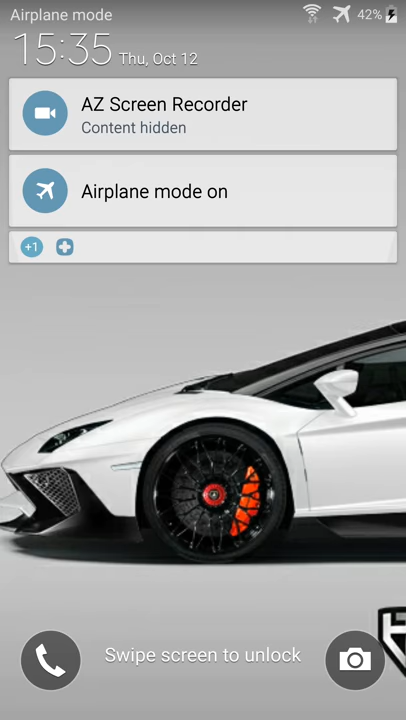 Airplane mode
42%
15:35 Thu, Oct 12
AZ Screen Recorder
Content hidden
Airplane mode on
+1
Swipe screen to unlock